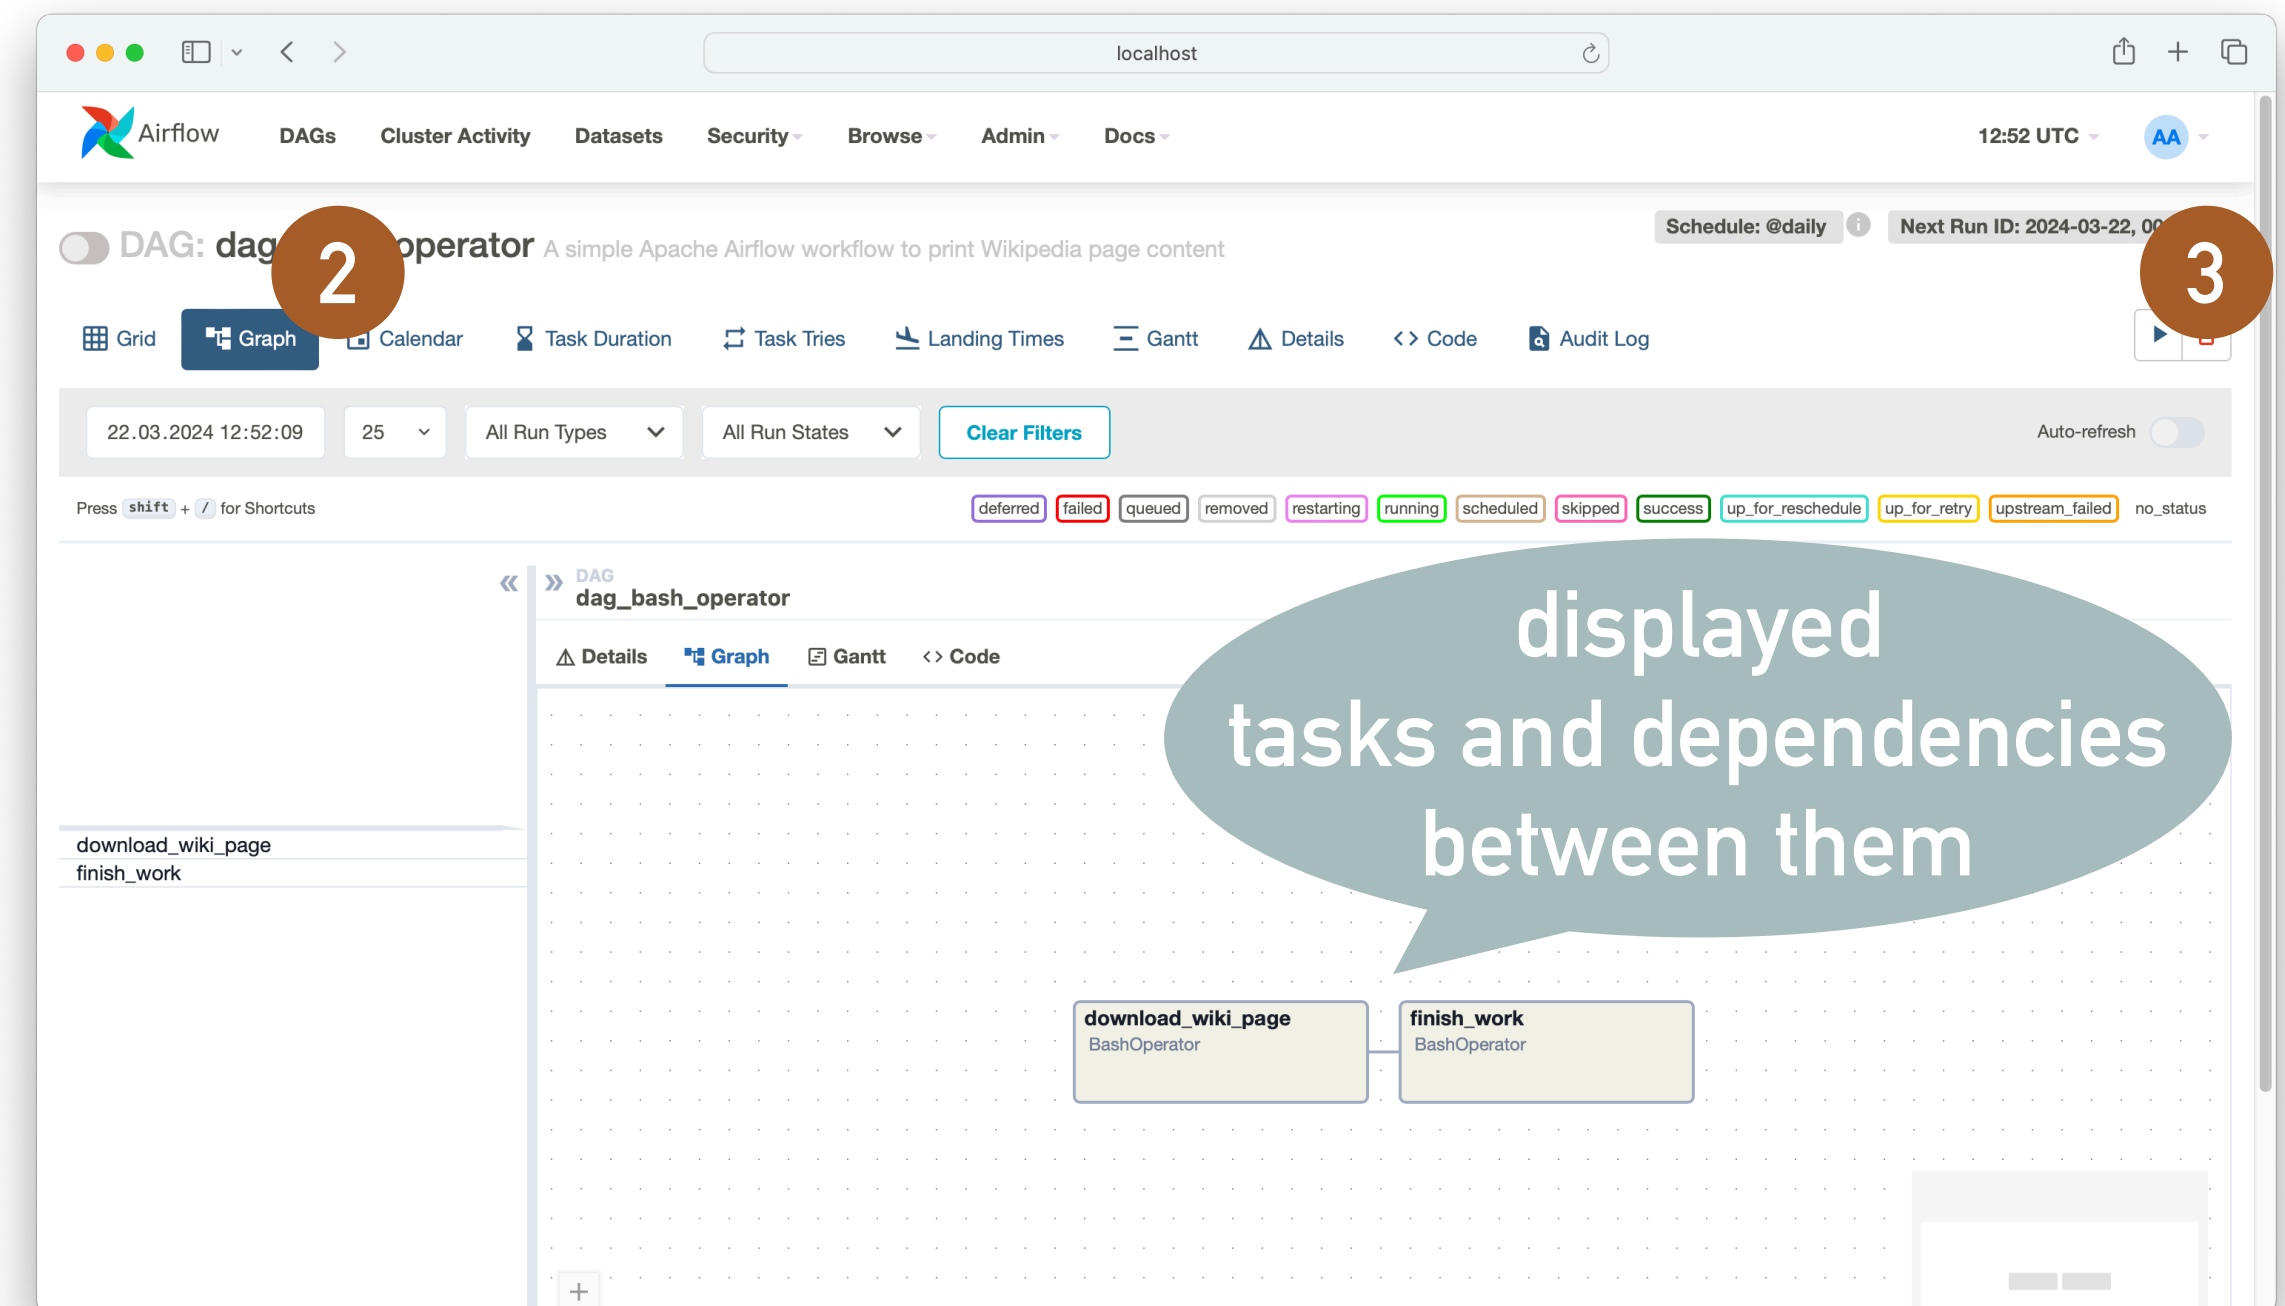 localhost
Airflow DAGs Cluster Activity Datasets Security Browse Admin Docs 12:52 UTC AA
Schedule: @daily i Next Run ID: 2024-03-22,
DAG: operator A simple Apache Airflow workflow to print Wikipedia page content
2
3
Grid Graph Calendar Task Duration Task Tries Landing Times Gantt Details <> Code Audit Log
22.03.2024 12:52:09 25 All Run Types All Run States Clear Filters Auto-refresh
Press shift + / for Shortcuts deferred failed queued removed restarting running scheduled skipped success up_for_reschedule up_for_retry upstream_failed no_status
DAG
dag_bash_operator
Details Graph Gantt <> Code
displayed
tasks and dependencies
between them
download_wiki_page
finish_work
download_wiki_page
BashOperator
finish_work
BashOperator